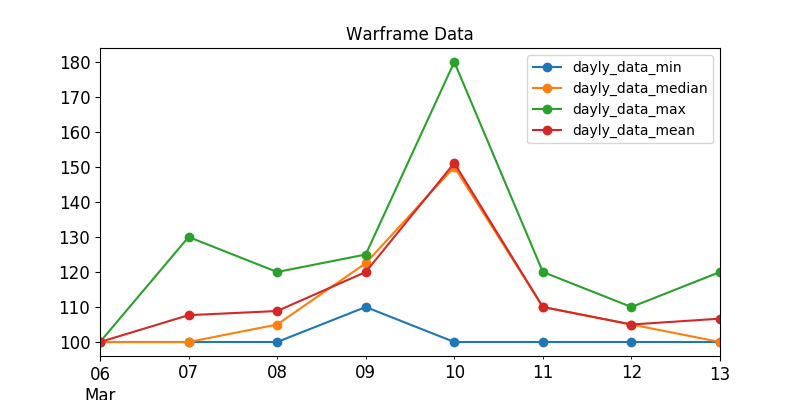 Warframe Data
180
170
160
150
140
130
120
110
100
dayly_data_min
dayly_data_median
dayly_data_max
dayly_data_mean
06 07 08 09 10 11 12 13
Mar